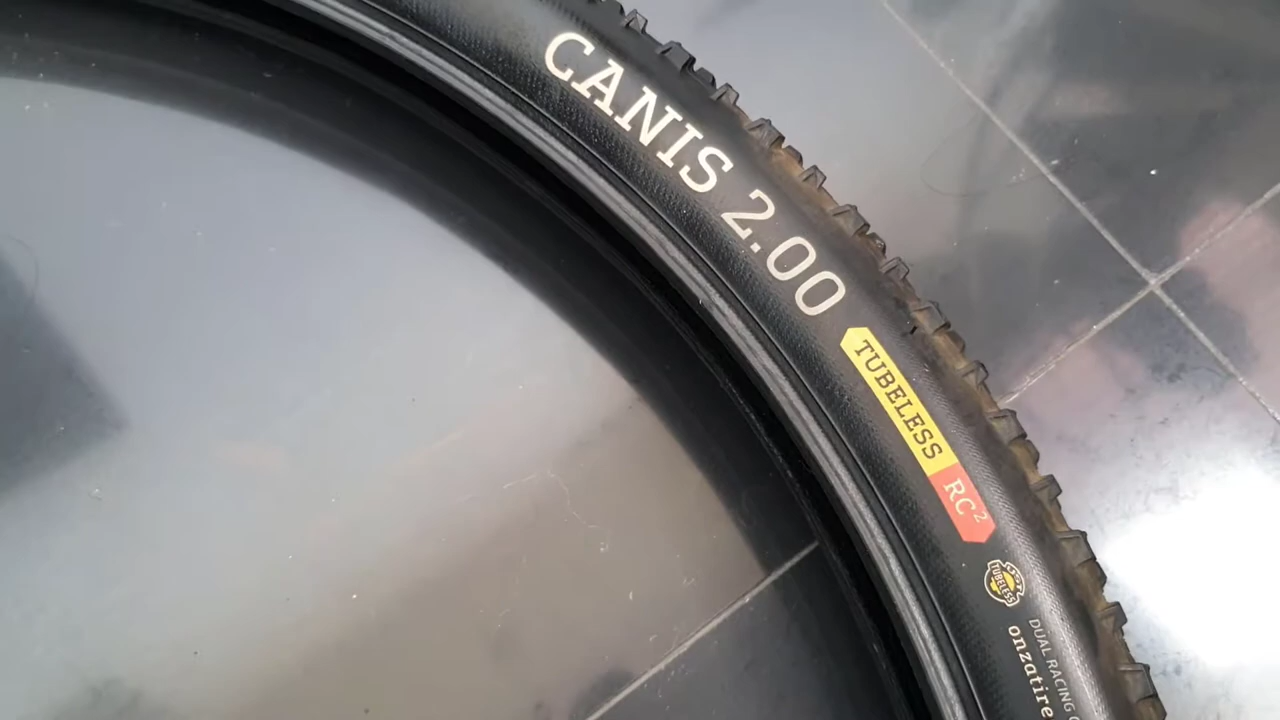 CANIS 2.00
TUBELESS RC²
TUBELESS
DUAL RACING
onzatire